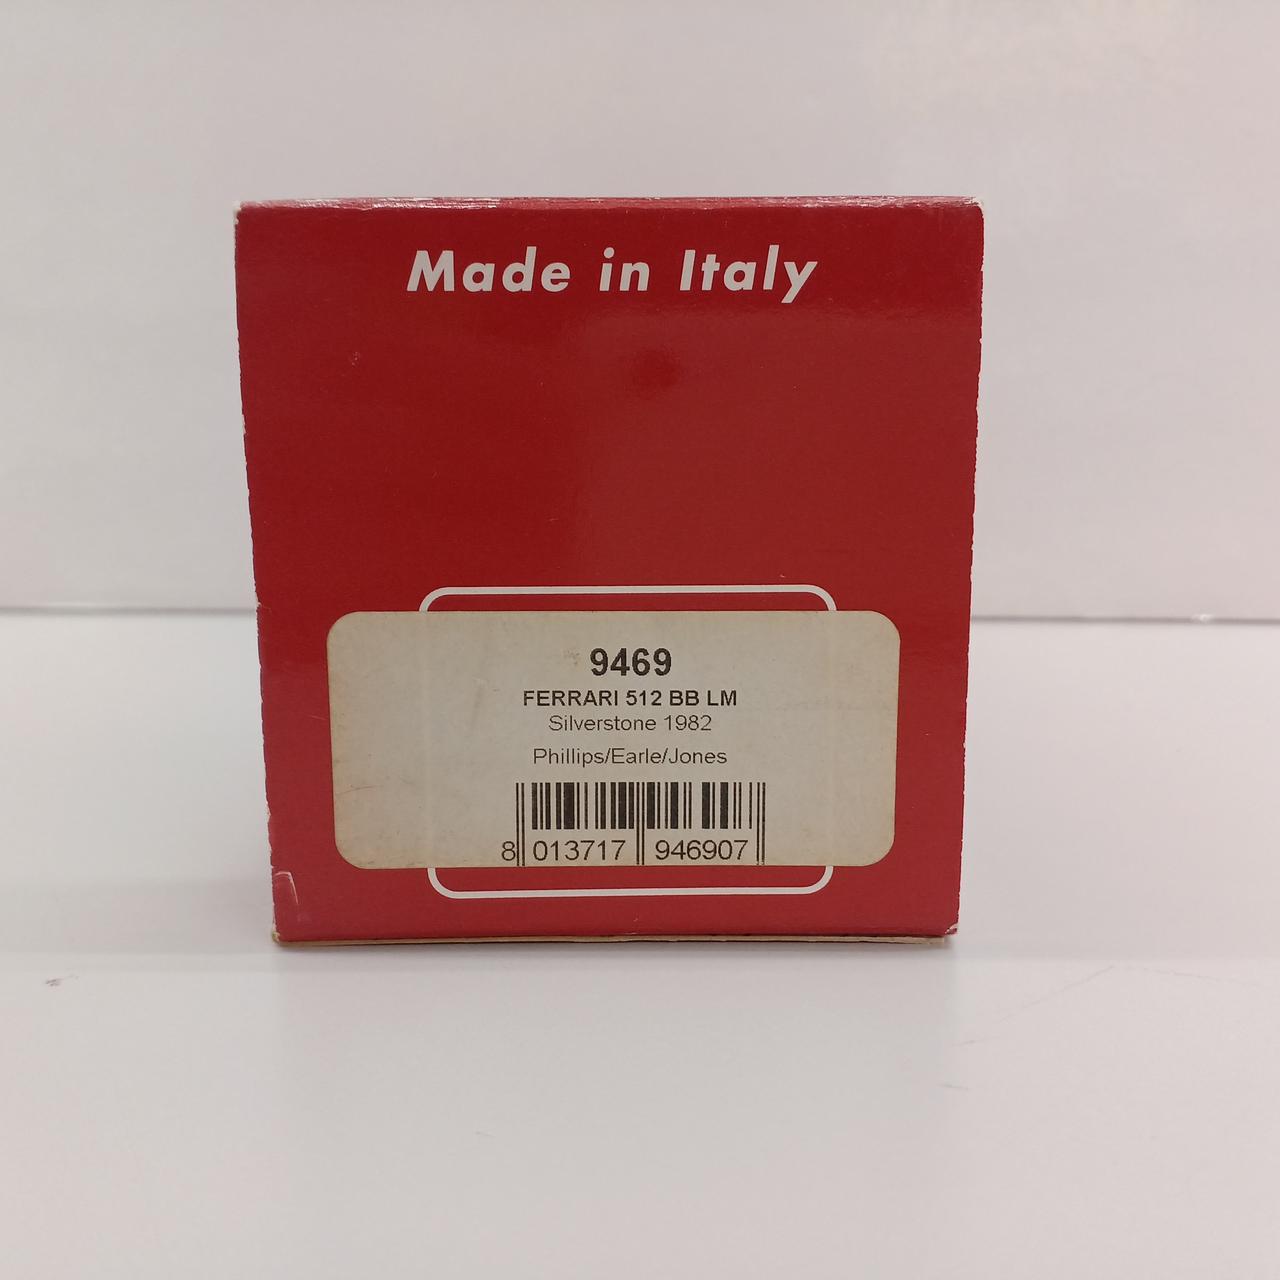 Made in Italy
9469
FERRARI 512 BB LM
Silverstone 1982
Phillips/Earle/Jones
8 013717 946907